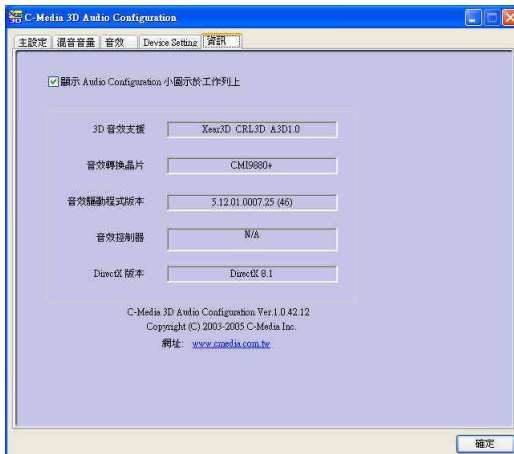 C-Media 3D Audio Configuration
主設定 混音音量 音效 Device Setting 資訊
顯示 Audio Configuration 小圖示於工作列上
3D 音效支援 Xear3D CRL3D A3D1.0
音效轉換晶片 CMI9880+
音效驅動程式版本 5.12.01.0007.25 (46)
音效控制器 N/A
DirectX 版本 DirectX 8.1
C-Media 3D Audio Configuration Ver.1.0.42.12
Copyright (C) 2003-2005 C-Media Inc.
網址: www.cmedia.com.tw
確定